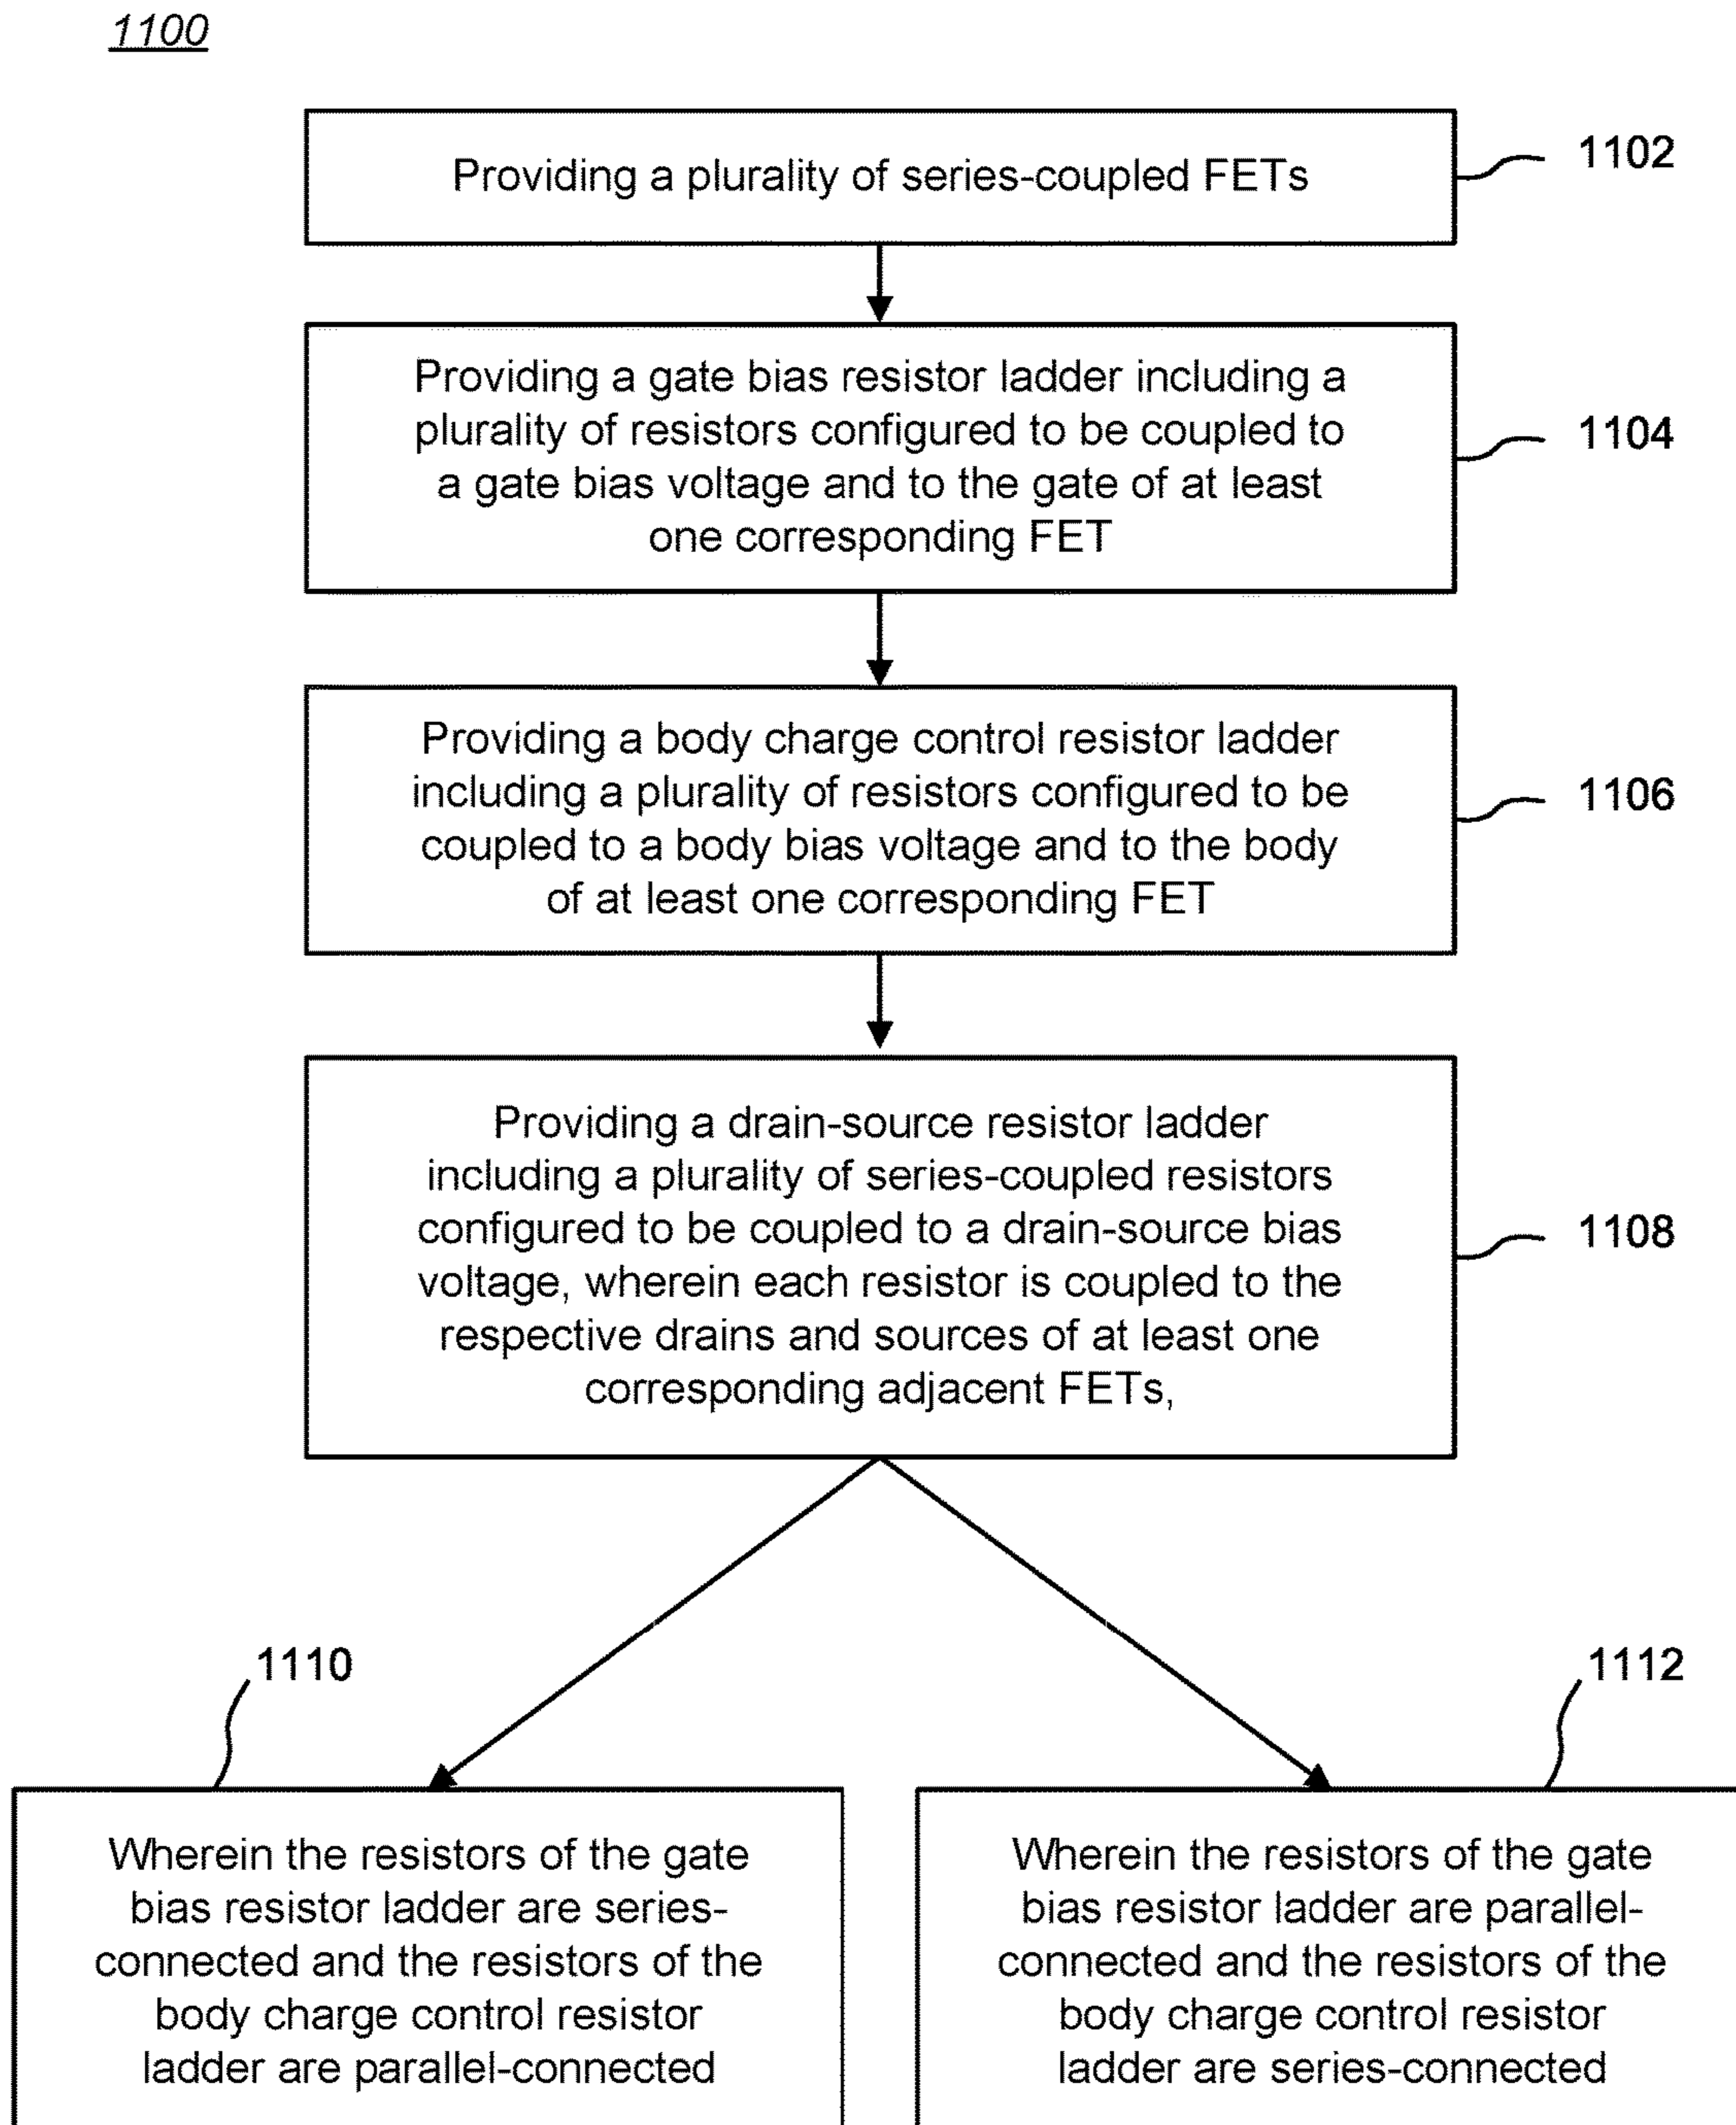 1100
Providing a plurality of series-coupled FETs
1102
Providing a gate bias resistor ladder including a
plurality of resistors configured to be coupled to
a gate bias voltage and to the gate of at least
one corresponding FET
1104
Providing a body charge control resistor ladder
including a plurality of resistors configured to be
coupled to a body bias voltage and to the body
of at least one corresponding FET
1106
Providing a drain-source resistor ladder
including a plurality of series-coupled resistors
configured to be coupled to a drain-source bias
voltage, wherein each resistor is coupled to the
respective drains and sources of at least one
corresponding adjacent FETs,
1108
1110
Wherein the resistors of the gate
bias resistor ladder are series-
connected and the resistors of the
body charge control resistor
ladder are parallel-connected
1112
Wherein the resistors of the gate
bias resistor ladder are parallel-
connected and the resistors of the
body charge control resistor
ladder are series-connected